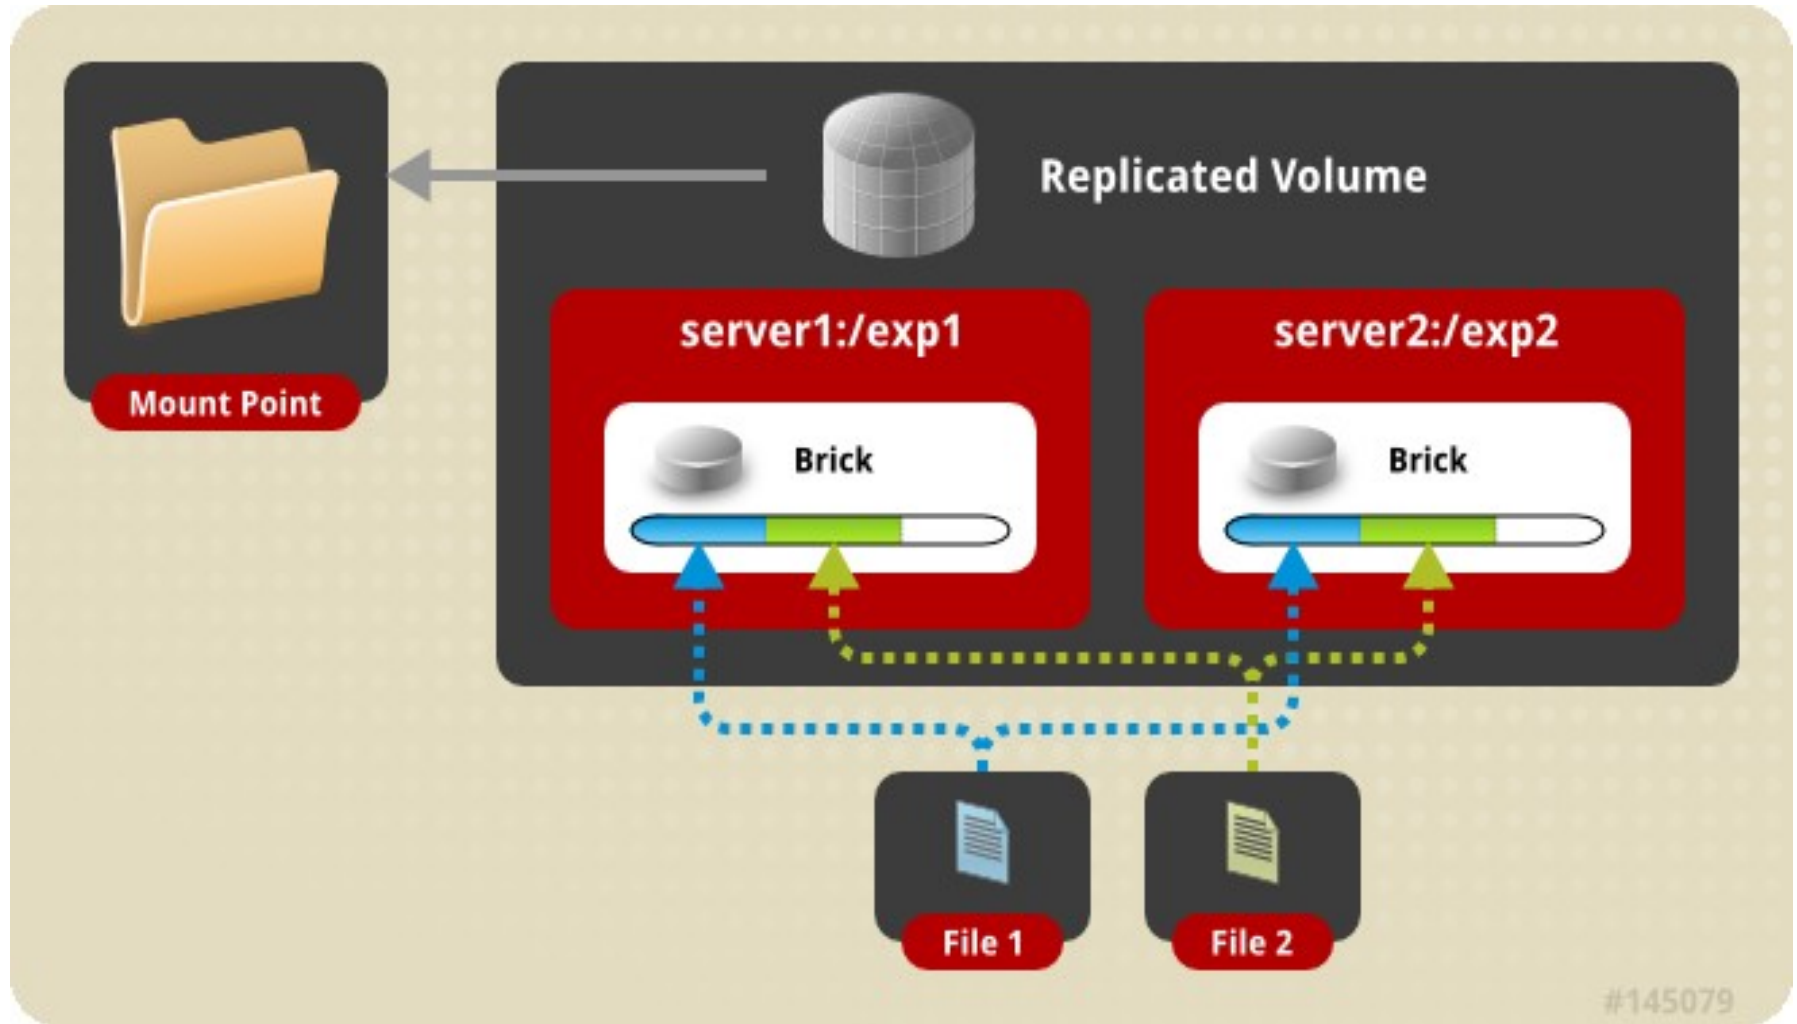 Replicated Volume
Mount Point
server1:/exp1
server2:/exp2
Brick
Brick
File 1
File 2
#145079